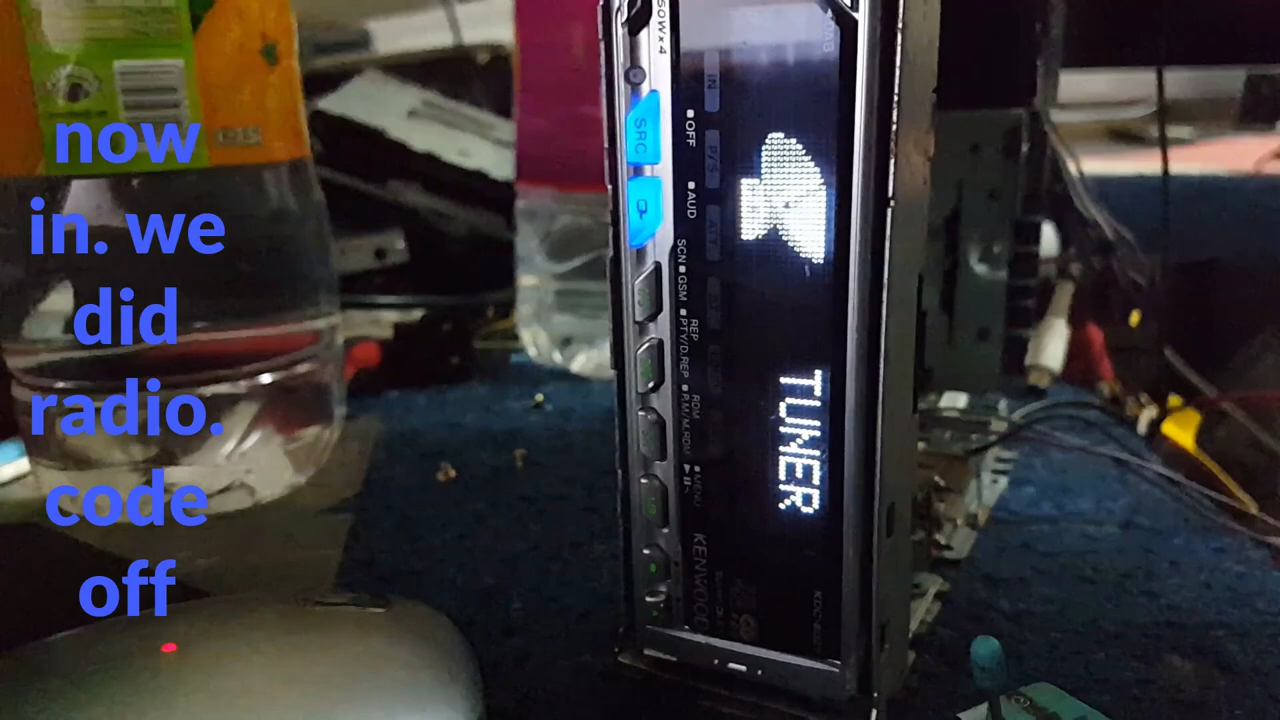 now
in. we
did
radio.
code
off
50W×4
SRC
OFF
AUD
SCN
GSM
REP
PTY/D.REP
RDM
P.M/M.RDM
MENU
IN
P/S
TUNER
KENWOOD